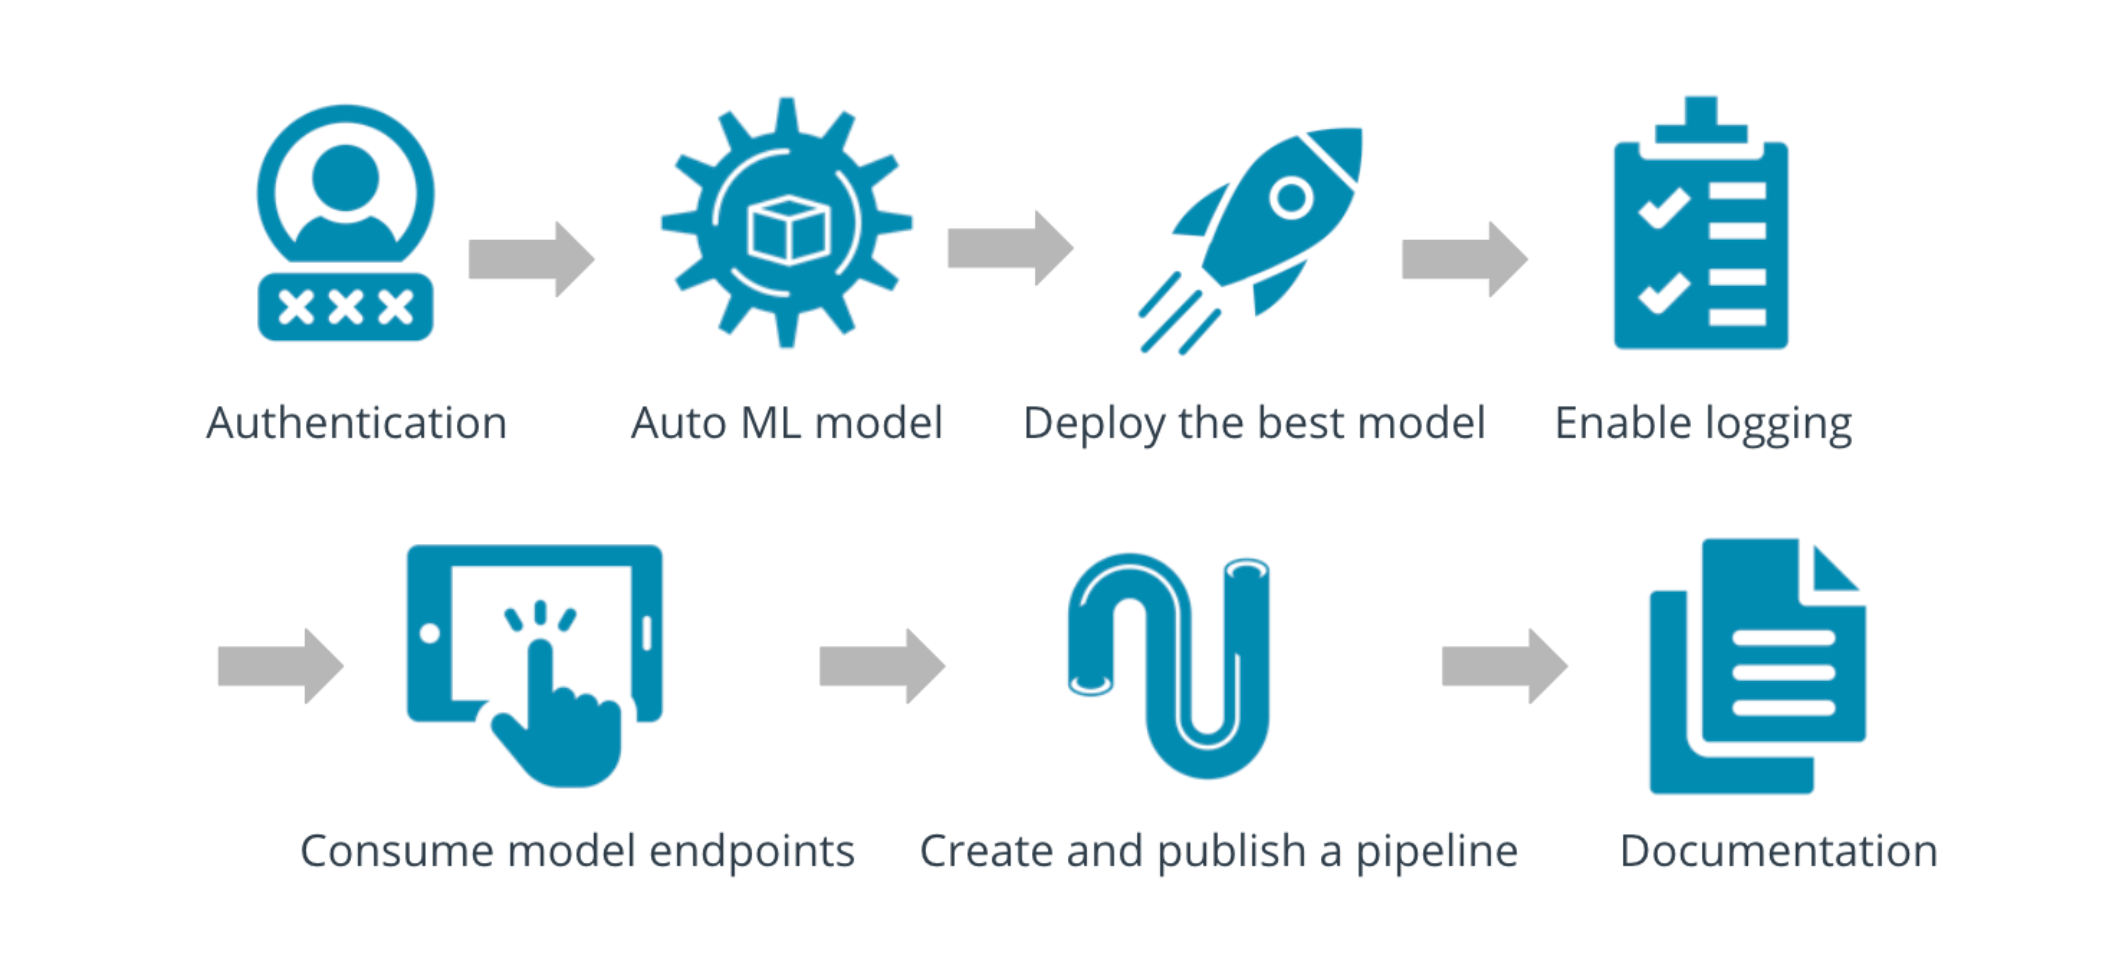 Authentication
Auto ML model
Deploy the best model
Enable logging
Consume model endpoints
Create and publish a pipeline
Documentation